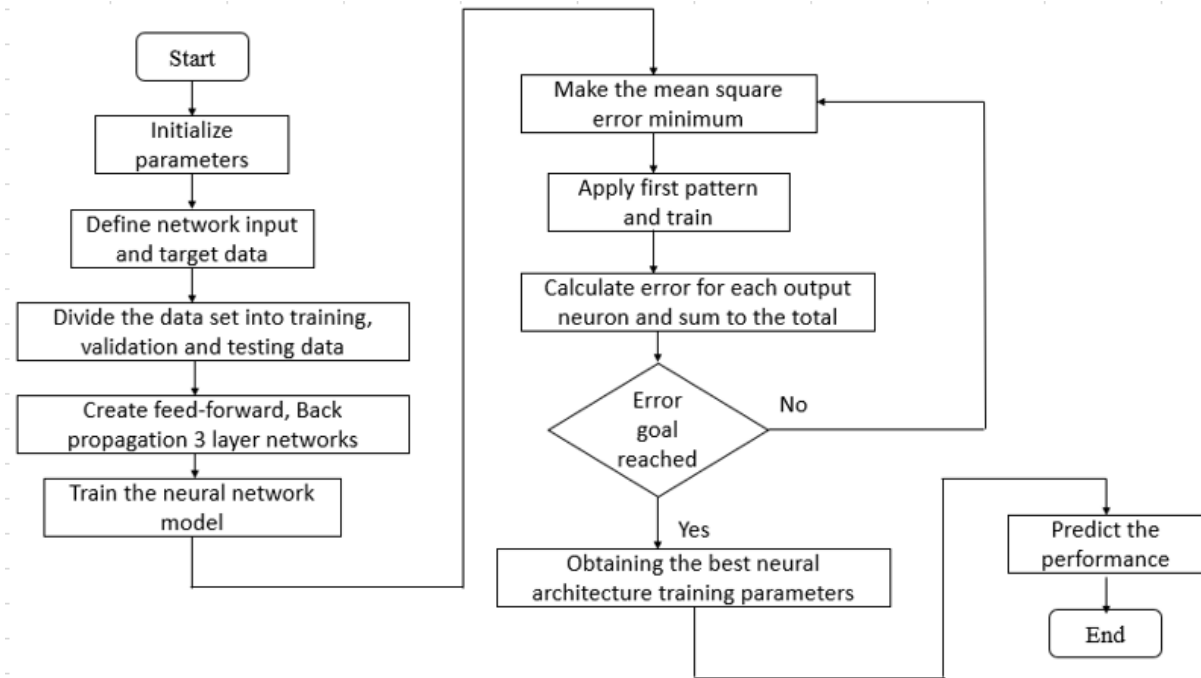 Start
Initialize
parameters
Define network input
and target data
Divide the data set into training,
validation and testing data
Create feed-forward, Back
propagation 3 layer networks
Train the neural network
model
Make the mean square
error minimum
Apply first pattern
and train
Calculate error for each output
neuron and sum to the total
Error
goal
reached
No
Yes
Obtaining the best neural
architecture training parameters
Predict the
performance
End